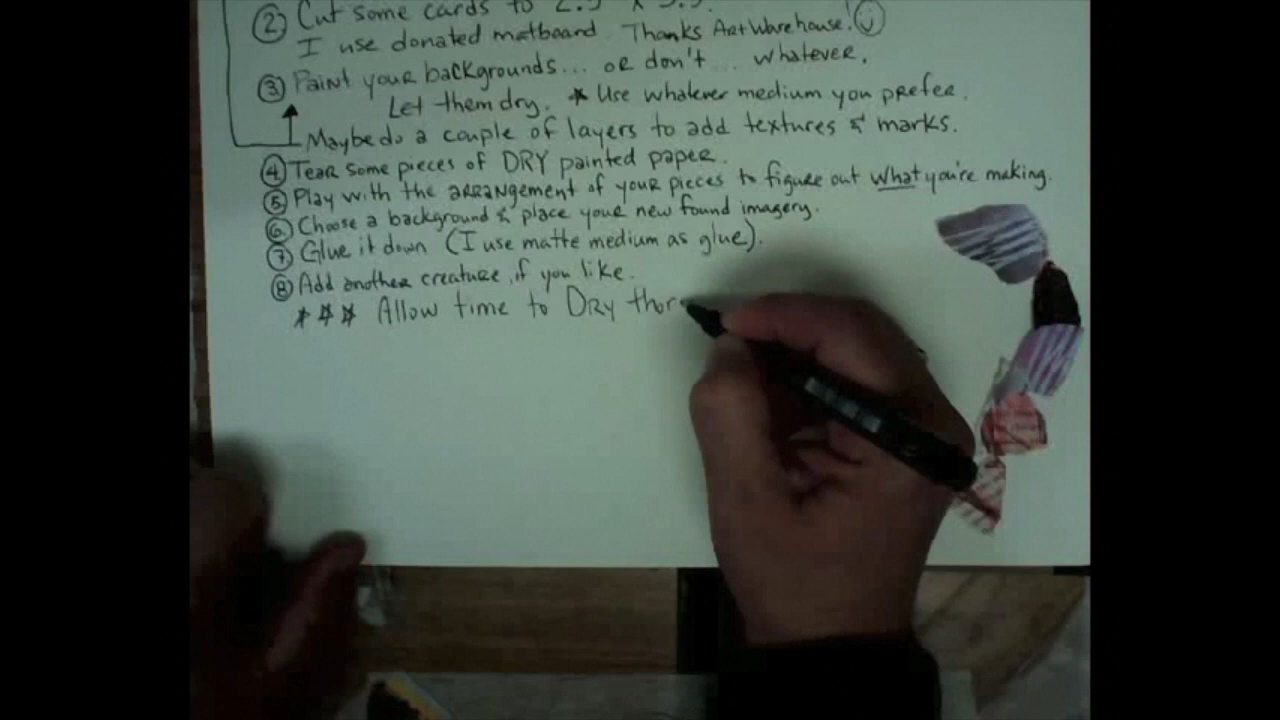 ② Cut some cards to 2.5 x 3.5.
I use donated matboard Thanks Art Warehouse!
③ Paint your backgrounds... or don't... whatever.
Let them dry. * Use whatever medium you prefer.
Maybe do a couple of layers to add textures & marks.
④ Tear some pieces of DRY painted paper.
⑤ Play with the arrangement of your pieces to figure out what you're making.
⑥ Choose a background & place your new found imagery.
⑦ Glue it down (I use matte medium as glue).
⑧ Add another creature if you like.
*** Allow time to DRY thor